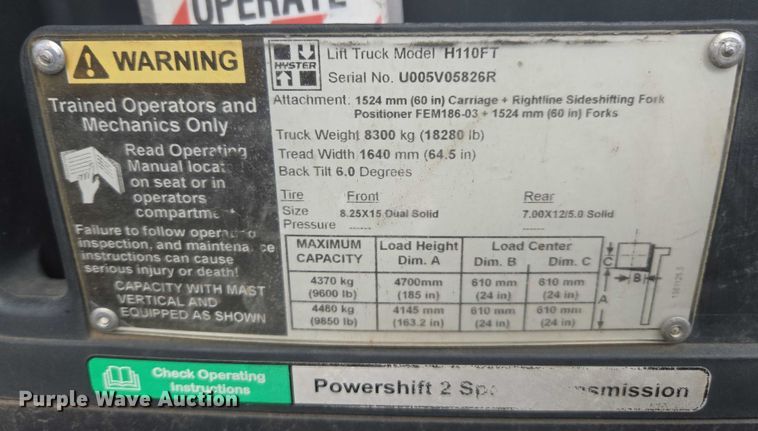 OPERATE
WARNING
Trained Operators and
Mechanics Only
Read Operating
Manual
on seat or in
operators
Failure to follow
inspection, and
instructions can cause
serious injury or death!
CAPACITY WITH MAST
VERTICAL AND
EQUIPPED AS SHOWN
HYSTER
Lift Truck Model H110FT
Serial No. U005V05826R
Attachment: 1524 mm (60 in) Carriage + Rightline Sideshifting Fork
Positioner FEM186-03 + 1524 mm (60 in) Forks
Truck Weight 8300 kg (18280 lb)
Tread Width 1640 mm (64.5 in)
Back Tilt 6.0 Degrees
Tire Front Rear
Size 8.25X15 Dual Solid 7.00X12/5.0 Solid
Pressure ------ ------
MAXIMUM Load Height Load Center
CAPACITY Dim. A Dim. B Dim. C
4370 kg 4700mm 610 mm 610 mm
(9600 lb) (185 in) (24 in) (24 in)
4480 kg 4145 mm 610 mm 610 mm
(9850 lb) (163.2 in) (24 in) (24 in)
C
B
A
Check Operating
Instructions
Powershift 2
Purple Wave Auction